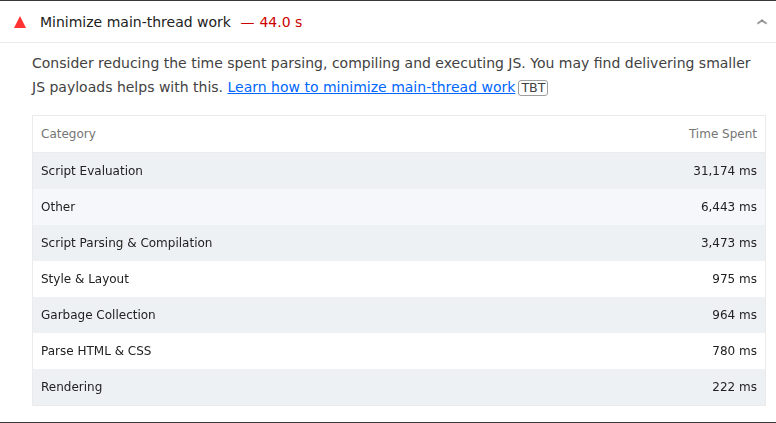 Minimize main-thread work — 44.0 s
Consider reducing the time spent parsing, compiling and executing JS. You may find delivering smaller
JS payloads helps with this. Learn how to minimize main-thread work TBT
Category Time Spent
Script Evaluation 31,174 ms
Other 6,443 ms
Script Parsing & Compilation 3,473 ms
Style & Layout 975 ms
Garbage Collection 964 ms
Parse HTML & CSS 780 ms
Rendering 222 ms